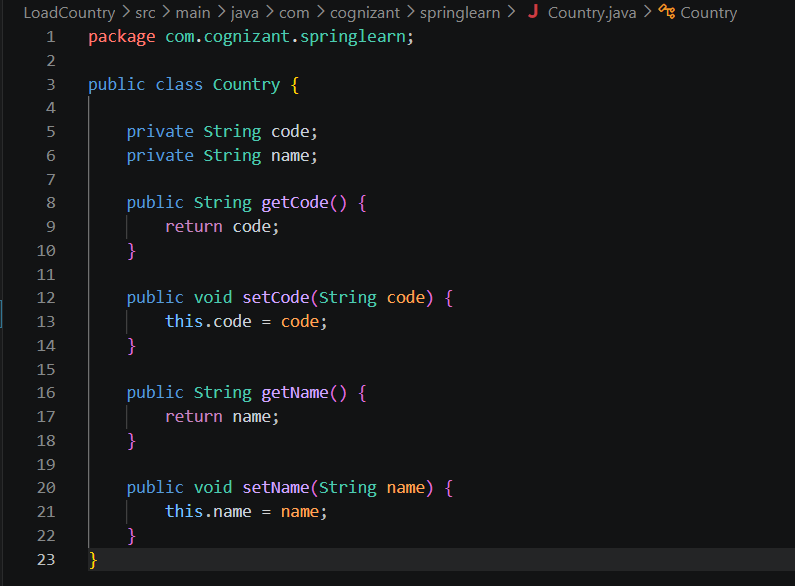 LoadCountry > src > main > java > com > cognizant > springlearn > J Country.java > Country
1 package com.cognizant.springlearn;
2
3 public class Country {
4
5     private String code;
6     private String name;
7
8     public String getCode() {
9         return code;
10     }
11
12     public void setCode(String code) {
13         this.code = code;
14     }
15
16     public String getName() {
17         return name;
18     }
19
20     public void setName(String name) {
21         this.name = name;
22     }
23 }